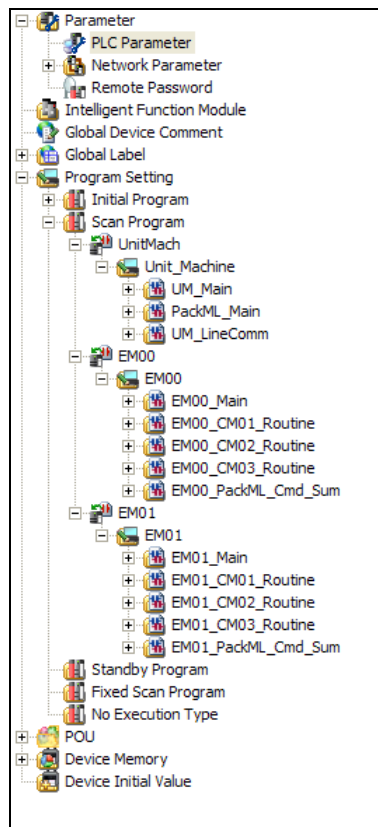 Parameter
PLC Parameter
Network Parameter
Remote Password
Intelligent Function Module
Global Device Comment
Global Label
Program Setting
Initial Program
Scan Program
UnitMach
Unit_Machine
UM_Main
PackML_Main
UM_LineComm
EM00
EM00
EM00_Main
EM00_CM01_Routine
EM00_CM02_Routine
EM00_CM03_Routine
EM00_PackML_Cmd_Sum
EM01
EM01
EM01_Main
EM01_CM01_Routine
EM01_CM02_Routine
EM01_CM03_Routine
EM01_PackML_Cmd_Sum
Standby Program
Fixed Scan Program
No Execution Type
POU
Device Memory
Device Initial Value